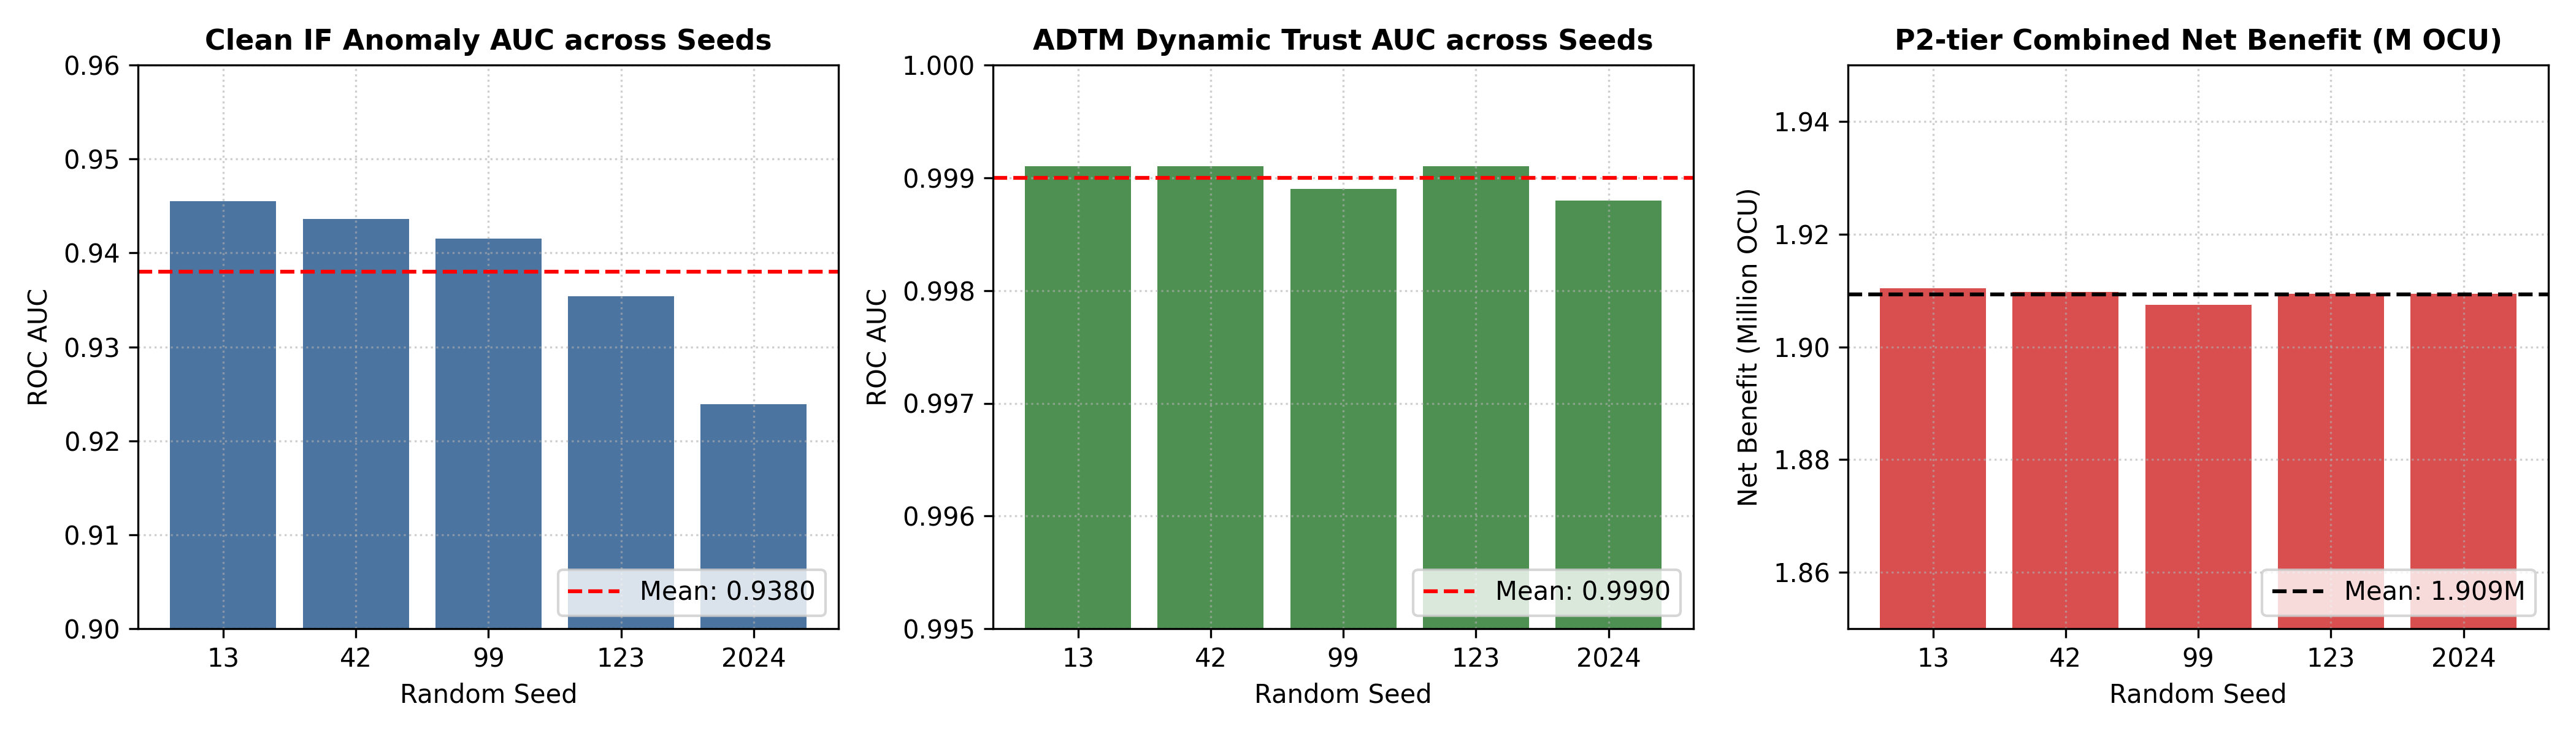 Clean IF Anomaly AUC across Seeds
ROC AUC
0.96
0.95
0.94
0.93
0.92
0.91
0.90
Mean: 0.9380
13 42 99 123 2024
Random Seed
ADTM Dynamic Trust AUC across Seeds
ROC AUC
1.000
0.999
0.998
0.997
0.996
0.995
Mean: 0.9990
13 42 99 123 2024
Random Seed
P2-tier Combined Net Benefit (M OCU)
Net Benefit (Million OCU)
1.94
1.92
1.90
1.88
1.86
Mean: 1.909M
13 42 99 123 2024
Random Seed